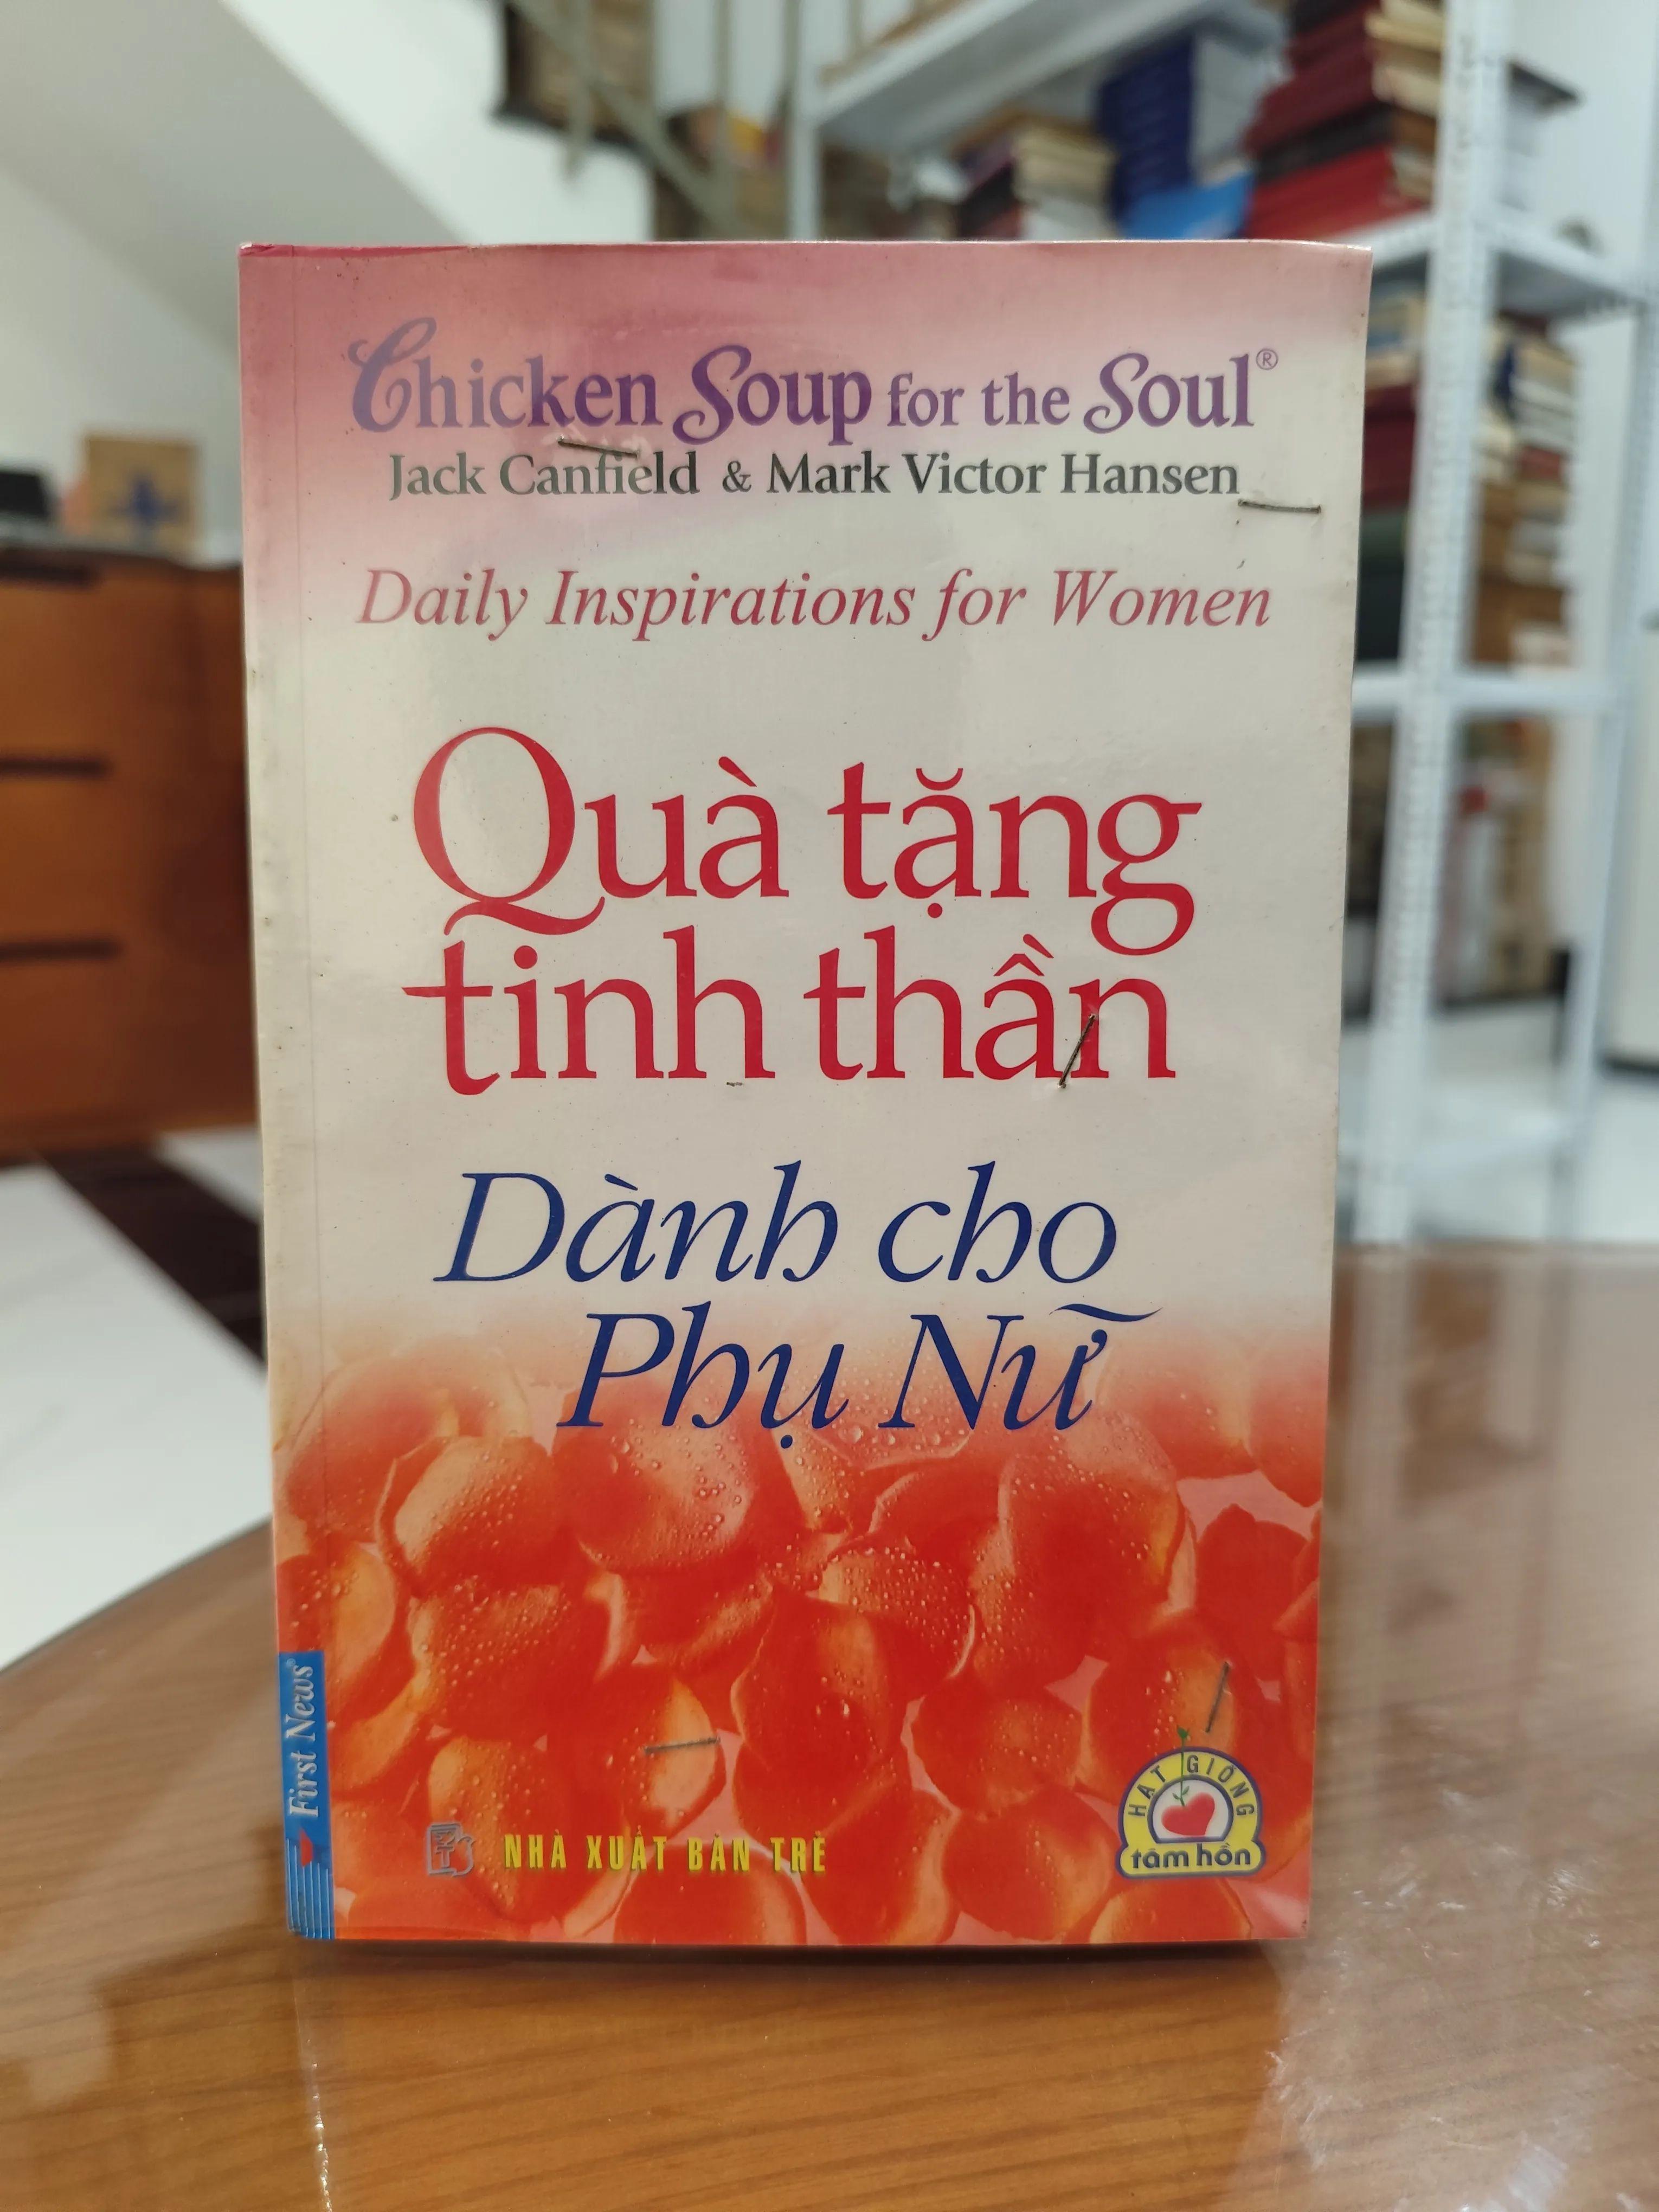 Chicken Soup for the Soul®
Jack Canfield & Mark Victor Hansen
Daily Inspirations for Women
Quà tặng
tinh thần
Dành cho
Phụ Nữ
First News®
NHÀ XUẤT BẢN TRẺ
HẠT GIỐNG
tâm hồn